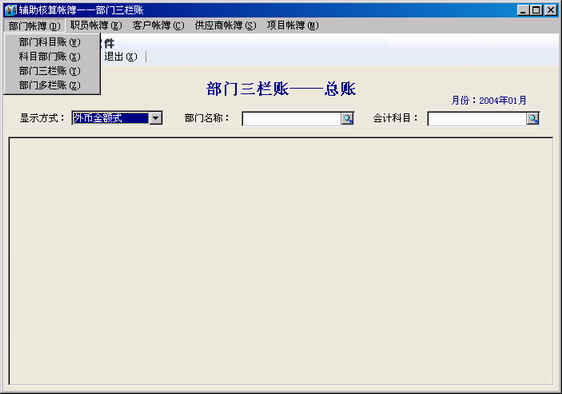 辅助核算帐簿——部门三栏账
部门帐簿(D) 职员帐簿(E) 客户帐簿(C) 供应商帐簿(S) 项目帐簿(M)
部门科目账(W)
科目部门账(X)
部门三栏账(Y)
部门多栏账(Z)
件
退出(X)
部门三栏账——总账
月份：2004年01月
显示方式： 外币金额式 部门名称： 会计科目：